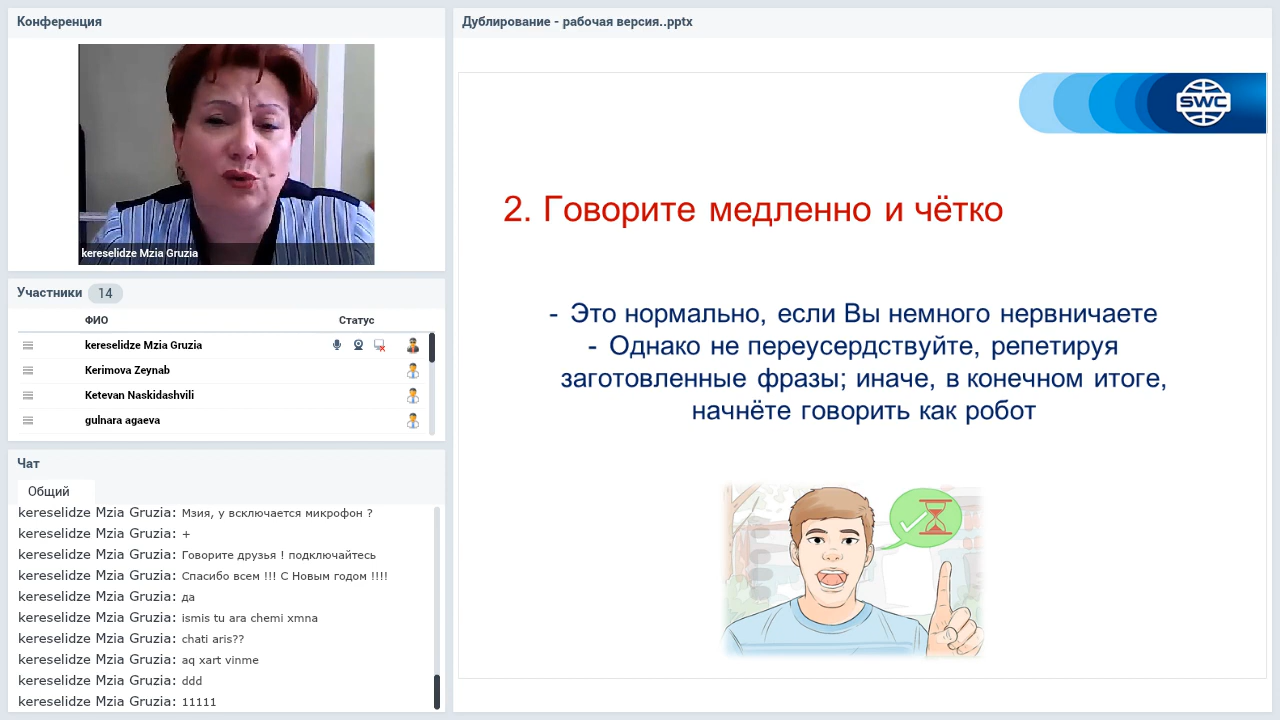 Конференция
kereselidze Mzia Gruzia
Участники 14
ФИО Статус
kereselidze Mzia Gruzia
Kerimova Zeynab
Ketevan Naskidashvili
gulnara agaeva
Чат
Общий
kereselidze Mzia Gruzia: Мзия, у всключается микрофон ?
kereselidze Mzia Gruzia: +
kereselidze Mzia Gruzia: Говорите друзья ! подключайтесь
kereselidze Mzia Gruzia: Спасибо всем !!! С Новым годом !!!!
kereselidze Mzia Gruzia: да
kereselidze Mzia Gruzia: ismis tu ara chemi xmna
kereselidze Mzia Gruzia: chati aris??
kereselidze Mzia Gruzia: aq xart vinme
kereselidze Mzia Gruzia: ddd
kereselidze Mzia Gruzia: 11111
Дублирование - рабочая версия..pptx
SWC
2. Говорите медленно и чётко
- Это нормально, если Вы немного нервничаете
- Однако не переусердствуйте, репетируя
заготовленные фразы; иначе, в конечном итоге,
начнёте говорить как робот